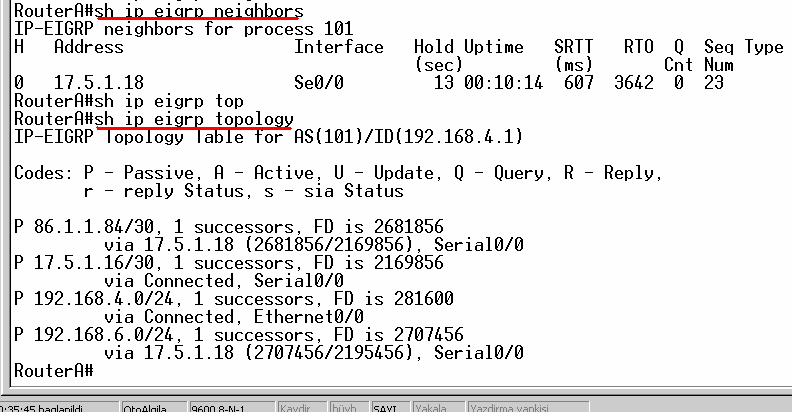 RouterA#sh ip eigrp neighbors
IP-EIGRP neighbors for process 101
H   Address                 Interface       Hold Uptime   SRTT   RTO  Q  Seq Type
                                            (sec)         (ms)       Cnt Num
0   17.5.1.18               Se0/0             13 00:10:14  607  3642  0  23
RouterA#sh ip eigrp top
RouterA#sh ip eigrp topology
IP-EIGRP Topology Table for AS(101)/ID(192.168.4.1)
Codes: P - Passive, A - Active, U - Update, Q - Query, R - Reply,
       r - reply Status, s - sia Status
P 86.1.1.84/30, 1 successors, FD is 2681856
         via 17.5.1.18 (2681856/2169856), Serial0/0
P 17.5.1.16/30, 1 successors, FD is 2169856
         via Connected, Serial0/0
P 192.168.4.0/24, 1 successors, FD is 281600
         via Connected, Ethernet0/0
P 192.168.6.0/24, 1 successors, FD is 2707456
         via 17.5.1.18 (2707456/2195456), Serial0/0
RouterA#
0:35:45 bağlanıldı OtoAlgıla 9600 8-N-1 Kaydır büyh SAYI Yakala Yazdırma yankısı